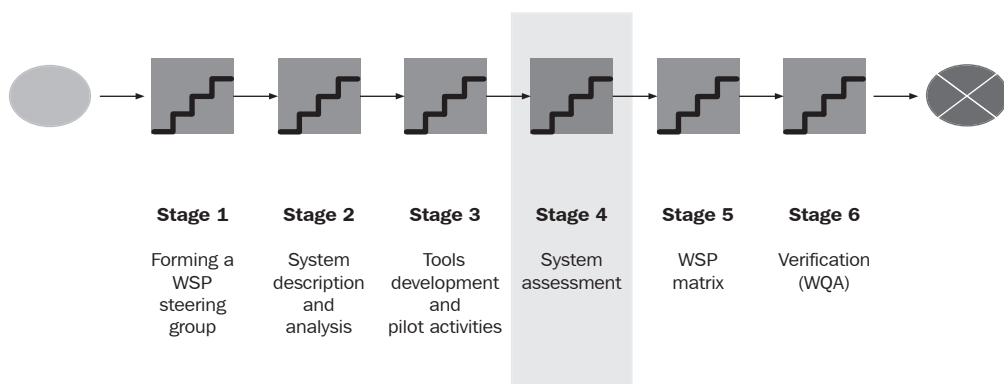 Stage 1
Stage 2
Stage 3
Stage 4
Stage 5
Stage 6
Forming a
WSP
steering
group
System
description
and
analysis
Tools
development
and
pilot activities
System
assessment
WSP
matrix
Verification
(WQA)